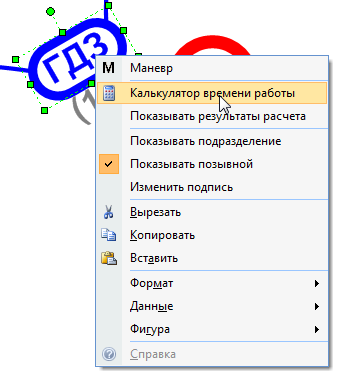 ГДЗ
(1
М Маневр
Калькулятор времени работы
Показывать результаты расчета
Показывать подразделение
Показывать позывной
Изменить подпись
Вырезать
Копировать
Вставить
Формат
Данные
Фигура
Справка